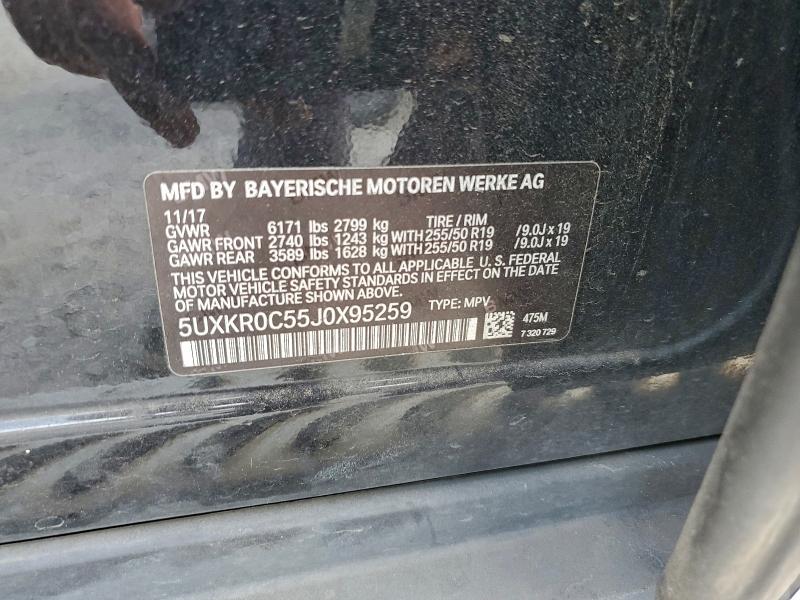 MFD BY BAYERISCHE MOTOREN WERKE AG
11/17 TIRE / RIM
GVWR 6171 lbs 2799 kg
GAWR FRONT 2740 lbs 1243 kg WITH 255/50 R19 /9.0J x 19
GAWR REAR 3589 lbs 1628 kg WITH 255/50 R19 /9.0J x 19
THIS VEHICLE CONFORMS TO ALL APPLICABLE U. S. FEDERAL
MOTOR VEHICLE SAFETY STANDARDS IN EFFECT ON THE DATE
OF MANUFACTURE SHOWN ABOVE.
5UXKR0C55J0X95259 TYPE: MPV
475M
7 320 729